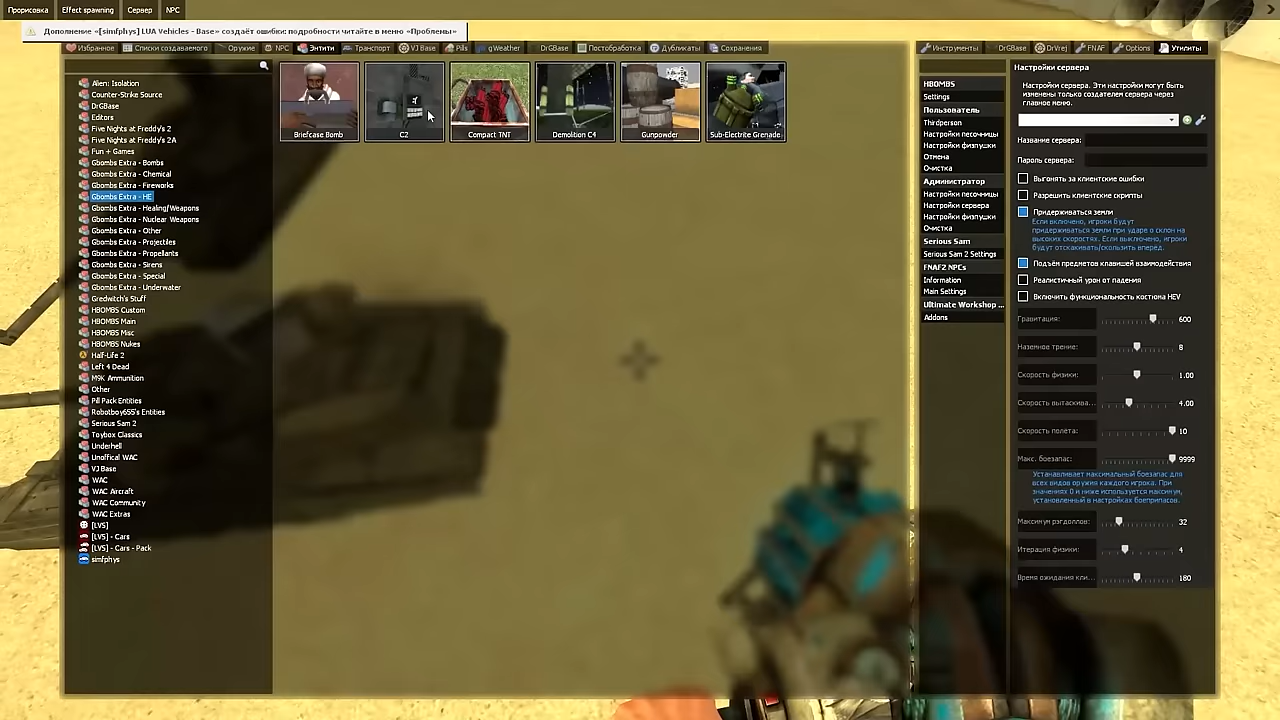 Прорисовка
Effect spawning
Сервер
NPC
Дополнение «[simfphys] LUA Vehicles - Base» создаёт ошибки: подробности читайте в меню «Проблемы»
Избранное
Списки создаваемого
Оружие
NPC
Энтити
Транспорт
VJ Base
Pills
gWeather
DrGBase
Постобработка
Дубликаты
Сохранения
Alien: Isolation
Counter-Strike Source
DrGBase
Editors
Five Nights at Freddy's 2
Five Nights at Freddy's 2A
Fun + Games
Gbombs Extra - Bombs
Gbombs Extra - Chemical
Gbombs Extra - Fireworks
Gbombs Extra - HE
Gbombs Extra - Healing/Weapons
Gbombs Extra - Nuclear Weapons
Gbombs Extra - Other
Gbombs Extra - Projectiles
Gbombs Extra - Propellants
Gbombs Extra - Sirens
Gbombs Extra - Special
Gbombs Extra - Underwater
Gredwitch's Stuff
HBOMBS Custom
HBOMBS Main
HBOMBS Misc
HBOMBS Nukes
Half-Life 2
Left 4 Dead
M9K Ammunition
Other
Pill Pack Entities
Robotboy655's Entities
Serious Sam 2
Toybox Classics
Underhell
Unoffical WAC
VJ Base
WAC
WAC Aircraft
WAC Community
WAC Extras
[LVS]
[LVS] - Cars
[LVS] - Cars - Pack
simfphys
Briefcase Bomb
C2
Compact TNT
Demolition C4
Gunpowder
Sub-Electrite Grenade
Инструменты
DrGBase
DrVrej
FNAF
Options
Утилиты
HBOMBS
Settings
Пользователь
Thirdperson
Настройки песочницы
Настройки физпушки
Отмена
Очистка
Администратор
Настройки песочницы
Настройки сервера
Настройки физпушки
Очистка
Serious Sam
Serious Sam 2 Settings
FNAF2 NPCs
Information
Main Settings
Ultimate Workshop ...
Addons
Настройки сервера
Настройки сервера. Эти настройки могут быть
изменены только создателем сервера через
главное меню.
Название сервера:
Пароль сервера:
Выгонять за клиентские ошибки
Разрешить клиентские скрипты
Придерживаться земли
Если включено, игроки будут
придерживаться земли при ударе о склон на
высоких скоростях. Если выключено, игроки
будут отскакивать/скользить вперёд.
Подъём предметов клавишей взаимодействия
Реалистичный урон от падения
Включить функциональность костюма HEV
Гравитация: 600
Наземное трение: 8
Скорость физики: 1.00
Скорость вытаскива... 4.00
Скорость полёта: 10
Макс. боезапас: 9999
Устанавливает максимальный боезапас для
всех видов оружия каждого игрока. При
значениях 0 и ниже используется максимум,
установленный в настройках боеприпасов.
Максимум рэгдоллов: 32
Итерация физики: 4
Время ожидания кли... 180